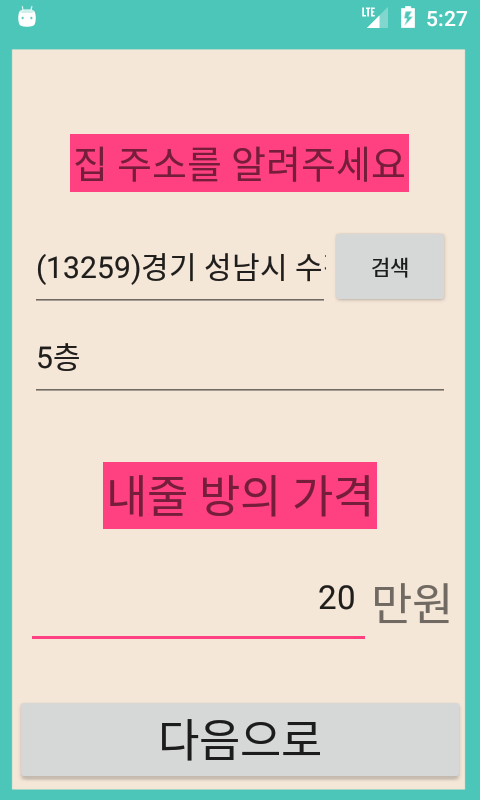 LTE 5:27
집 주소를 알려주세요
(13259)경기 성남시 수
검색
5층
내줄 방의 가격
20 만원
다음으로